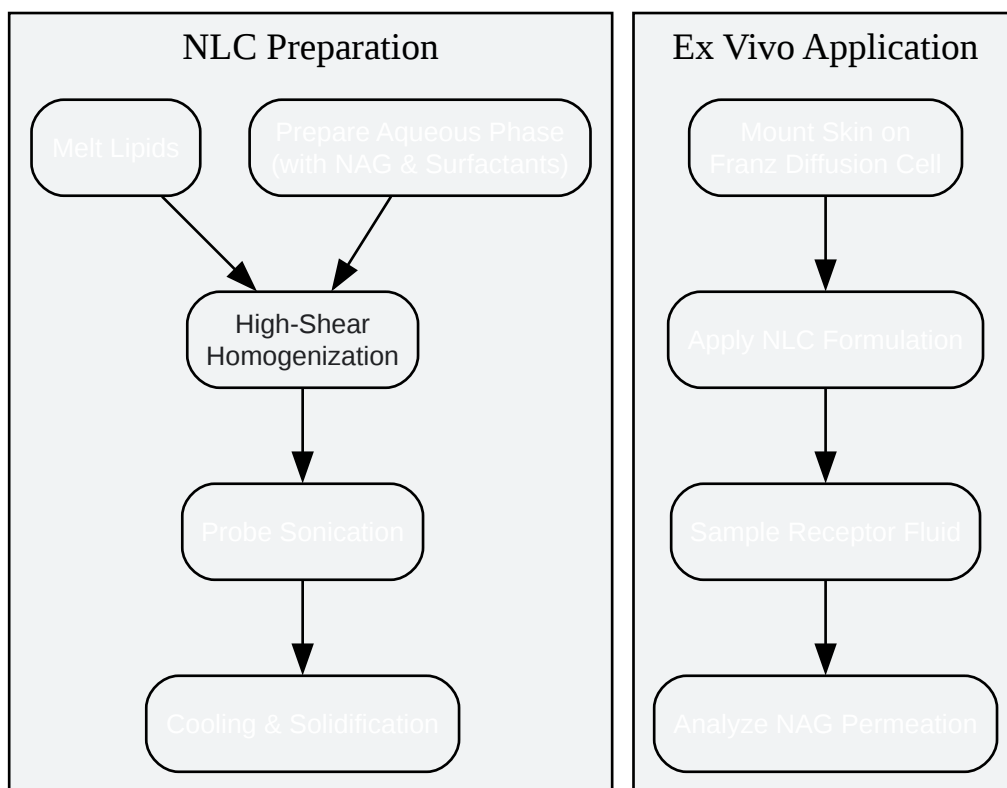 NLC Preparation
Melt Lipids
Prepare Aqueous Phase
(with NAG & Surfactants)
High-Shear
Homogenization
Probe Sonication
Cooling & Solidification
Ex Vivo Application
Mount Skin on
Franz Diffusion Cell
Apply NLC Formulation
Sample Receptor Fluid
Analyze NAG Permeation